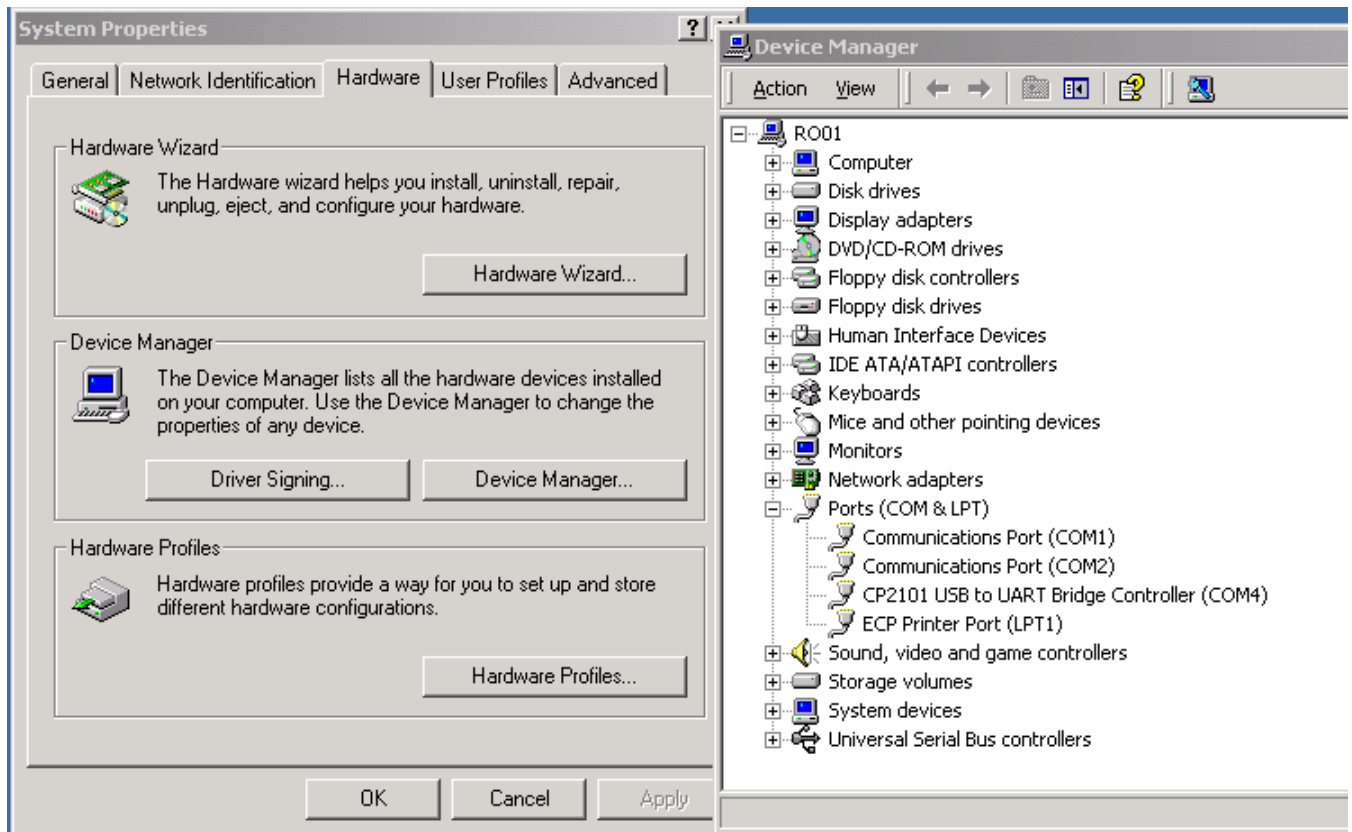 System Properties
?
General
Network Identification
Hardware
User Profiles
Advanced
Hardware Wizard
The Hardware wizard helps you install, uninstall, repair,
unplug, eject, and configure your hardware.
Hardware Wizard...
Device Manager
The Device Manager lists all the hardware devices installed
on your computer. Use the Device Manager to change the
properties of any device.
Driver Signing...
Device Manager...
Hardware Profiles
Hardware profiles provide a way for you to set up and store
different hardware configurations.
Hardware Profiles...
OK
Cancel
Apply
Device Manager
Action
View
RO01
Computer
Disk drives
Display adapters
DVD/CD-ROM drives
Floppy disk controllers
Floppy disk drives
Human Interface Devices
IDE ATA/ATAPI controllers
Keyboards
Mice and other pointing devices
Monitors
Network adapters
Ports (COM & LPT)
Communications Port (COM1)
Communications Port (COM2)
CP2101 USB to UART Bridge Controller (COM4)
ECP Printer Port (LPT1)
Sound, video and game controllers
Storage volumes
System devices
Universal Serial Bus controllers